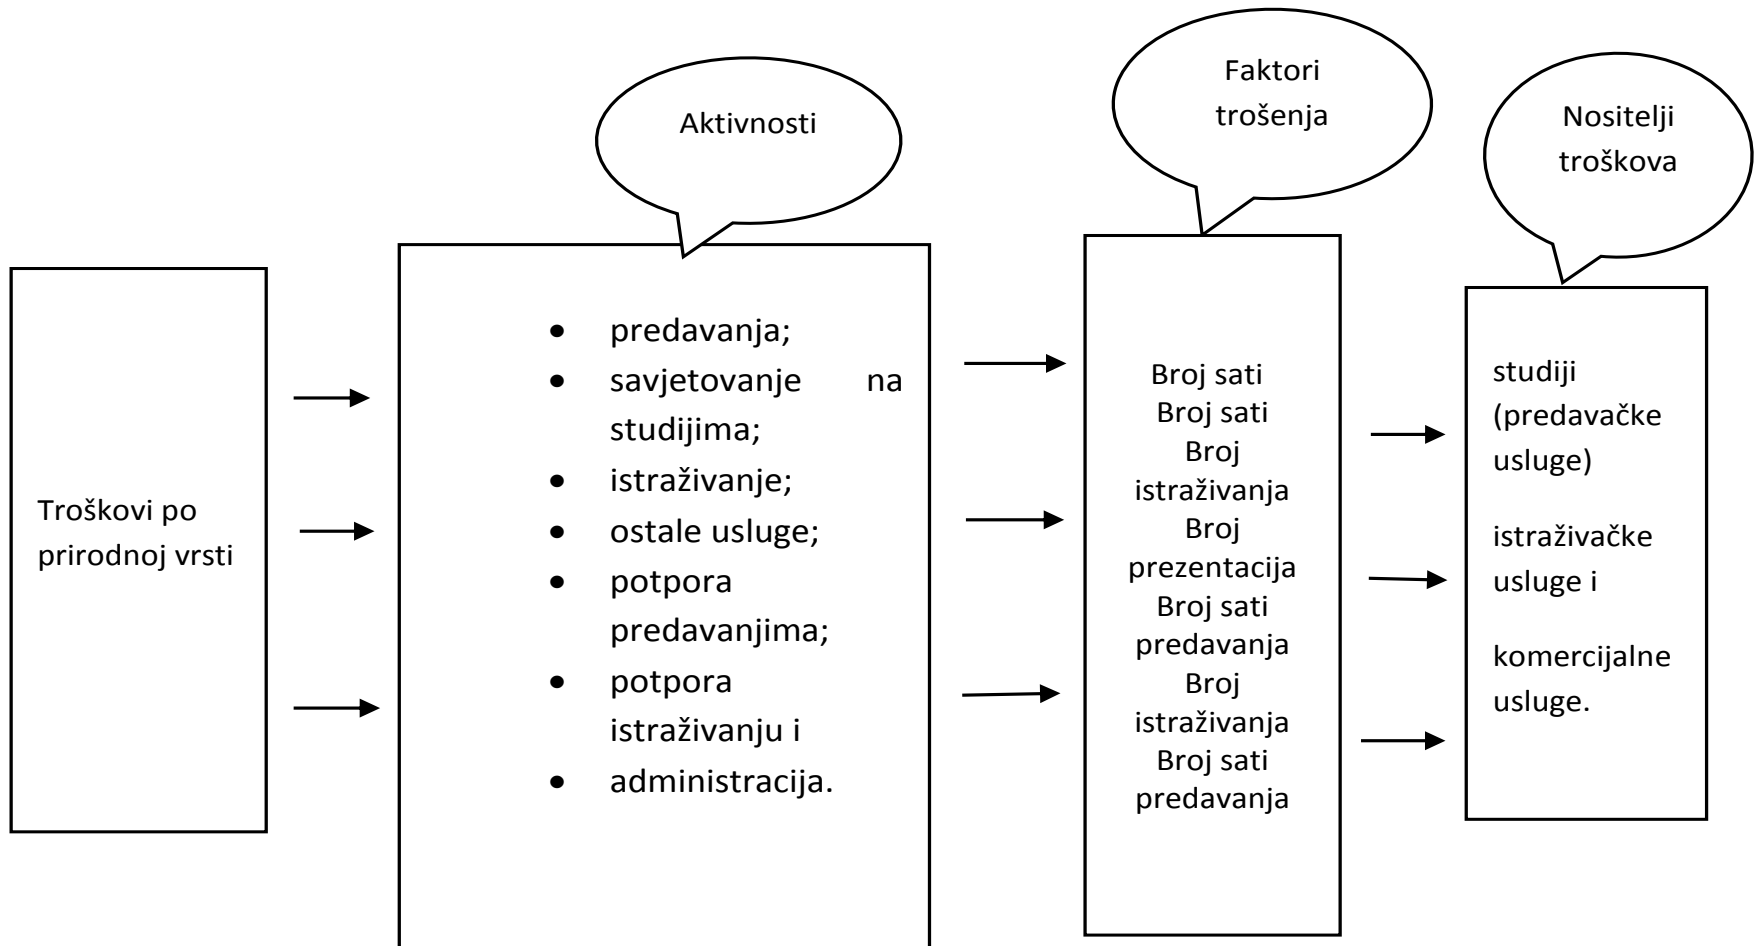 Aktivnosti
Faktori
trošenja
Nositelji
troškova
Troškovi po
prirodnoj vrsti
• predavanja;
• savjetovanje na
studijima;
• istraživanje;
• ostale usluge;
• potpora
predavanjima;
• potpora
istraživanju i
• administracija.
Broj sati
Broj sati
Broj
istraživanja
Broj
prezentacija
Broj sati
predavanja
Broj
istraživanja
Broj sati
predavanja
studiji
(predavačke
usluge)
istraživačke
usluge i
komercijalne
usluge.